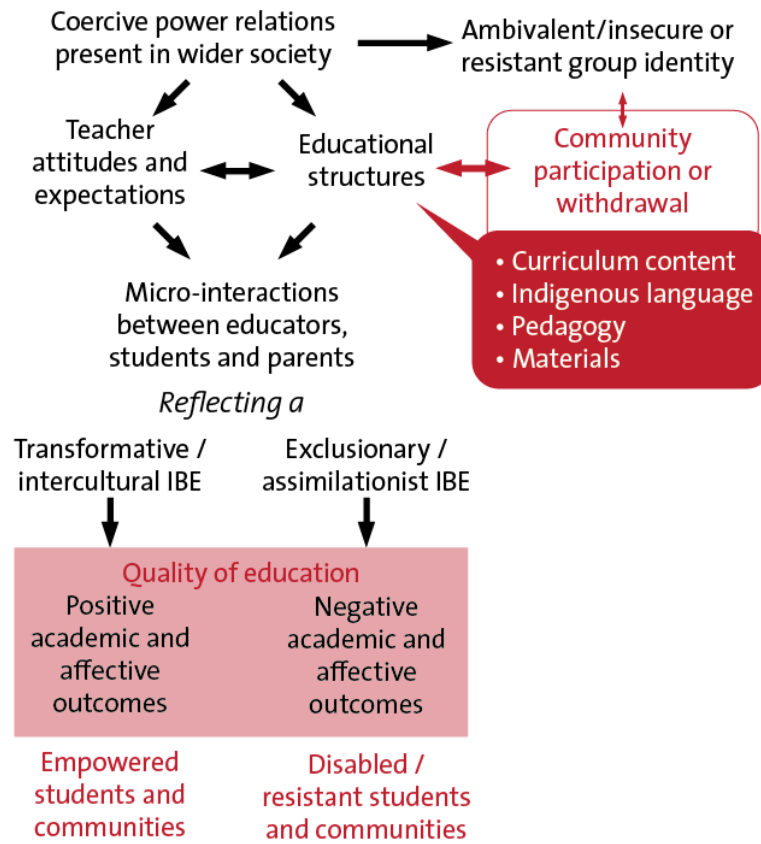 Coercive power relations
present in wider society
Ambivalent/insecure or
resistant group identity
Teacher
attitudes and
expectations
Educational
structures
Community
participation or
withdrawal
• Curriculum content
• Indigenous language
• Pedagogy
• Materials
Micro-interactions
between educators,
students and parents
Reflecting a
Transformative /
intercultural IBE
Exclusionary /
assimilationist IBE
Quality of education
Positive
academic and
affective
outcomes
Negative
academic and
affective
outcomes
Empowered
students and
communities
Disabled /
resistant students
and communities